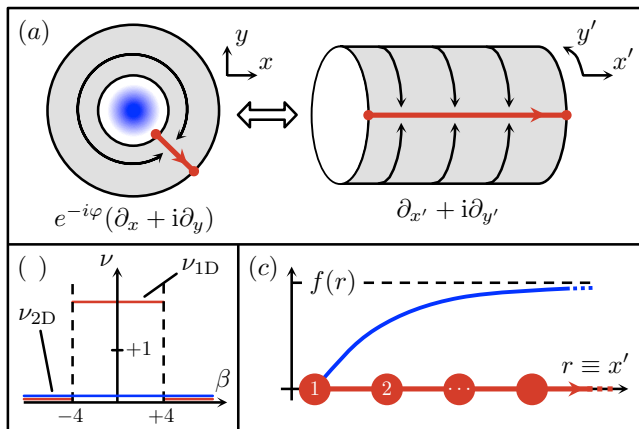 (a)
y
x
y′
x′
e^{−iφ}(∂_x + i∂_y)
∂_{x′} + i∂_{y′}
( )
ν
ν_{1D}
ν_{2D}
+1
β
−4
+4
(c)
f(r)
r ≡ x′
1
2
...